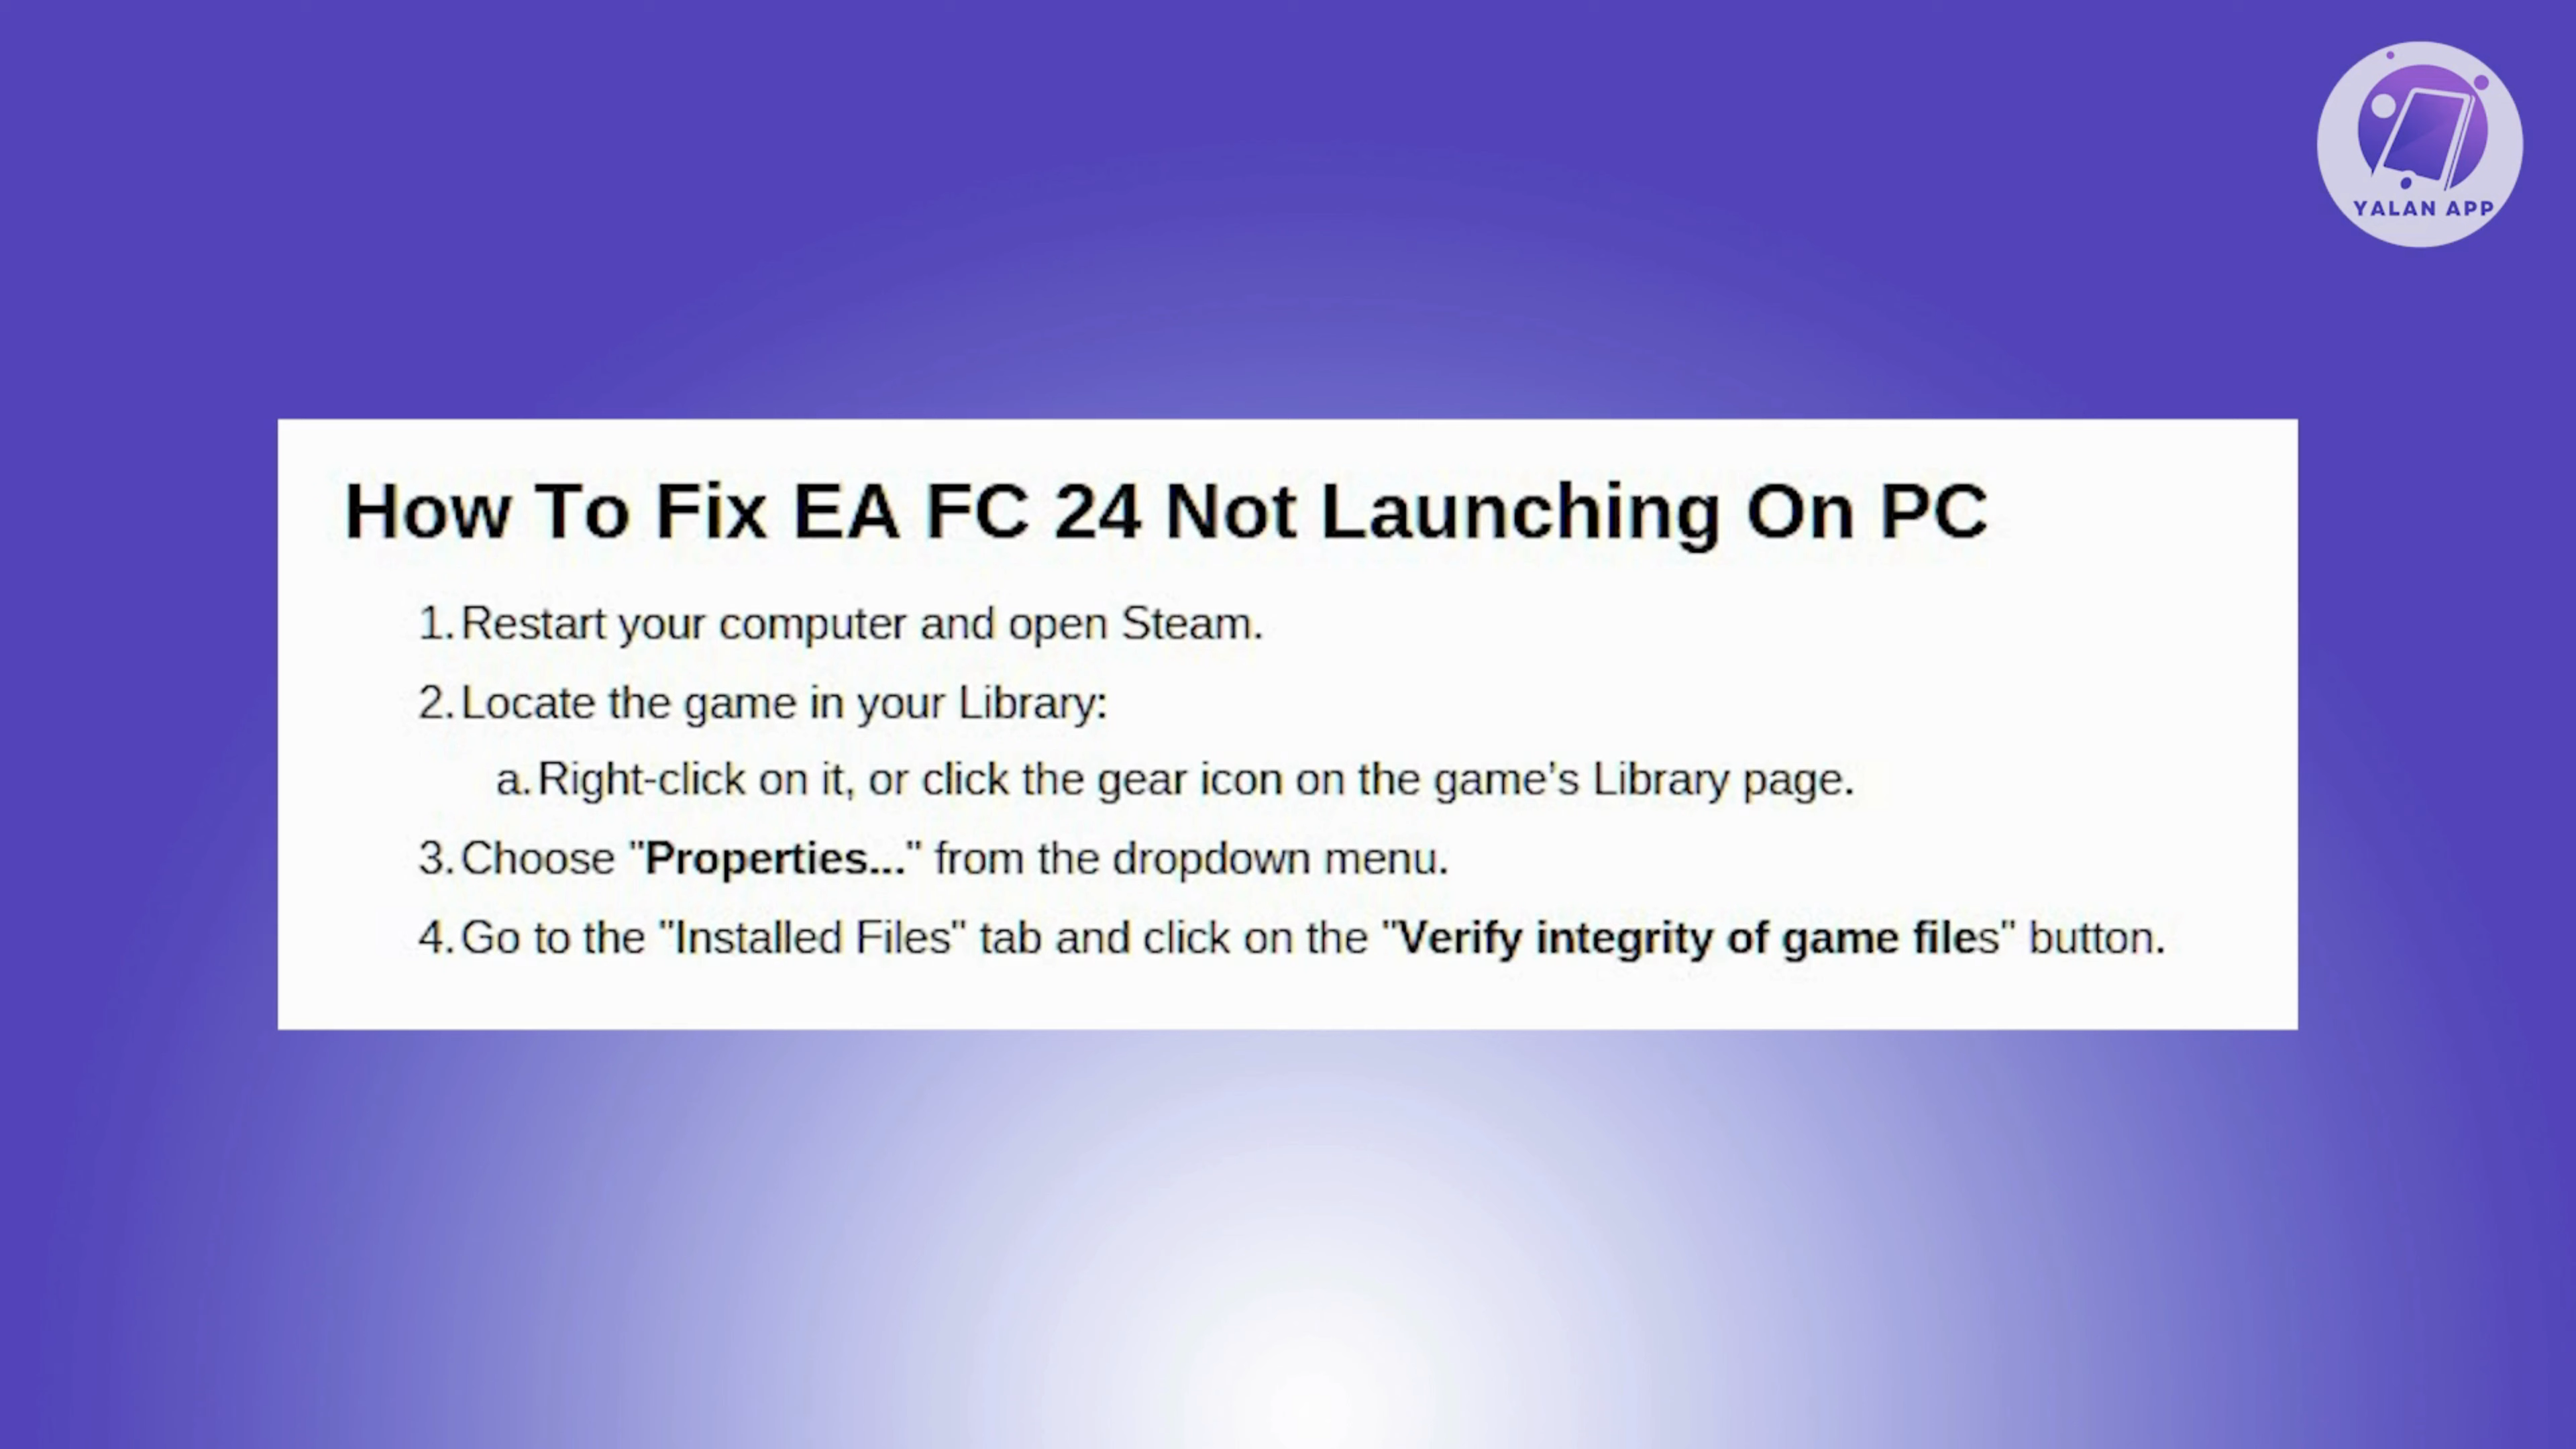 YALAN APP
How To Fix EA FC 24 Not Launching On PC
1. Restart your computer and open Steam.
2. Locate the game in your Library:
a. Right-click on it, or click the gear icon on the game's Library page.
3. Choose "Properties..." from the dropdown menu.
4. Go to the "Installed Files" tab and click on the "Verify integrity of game files" button.